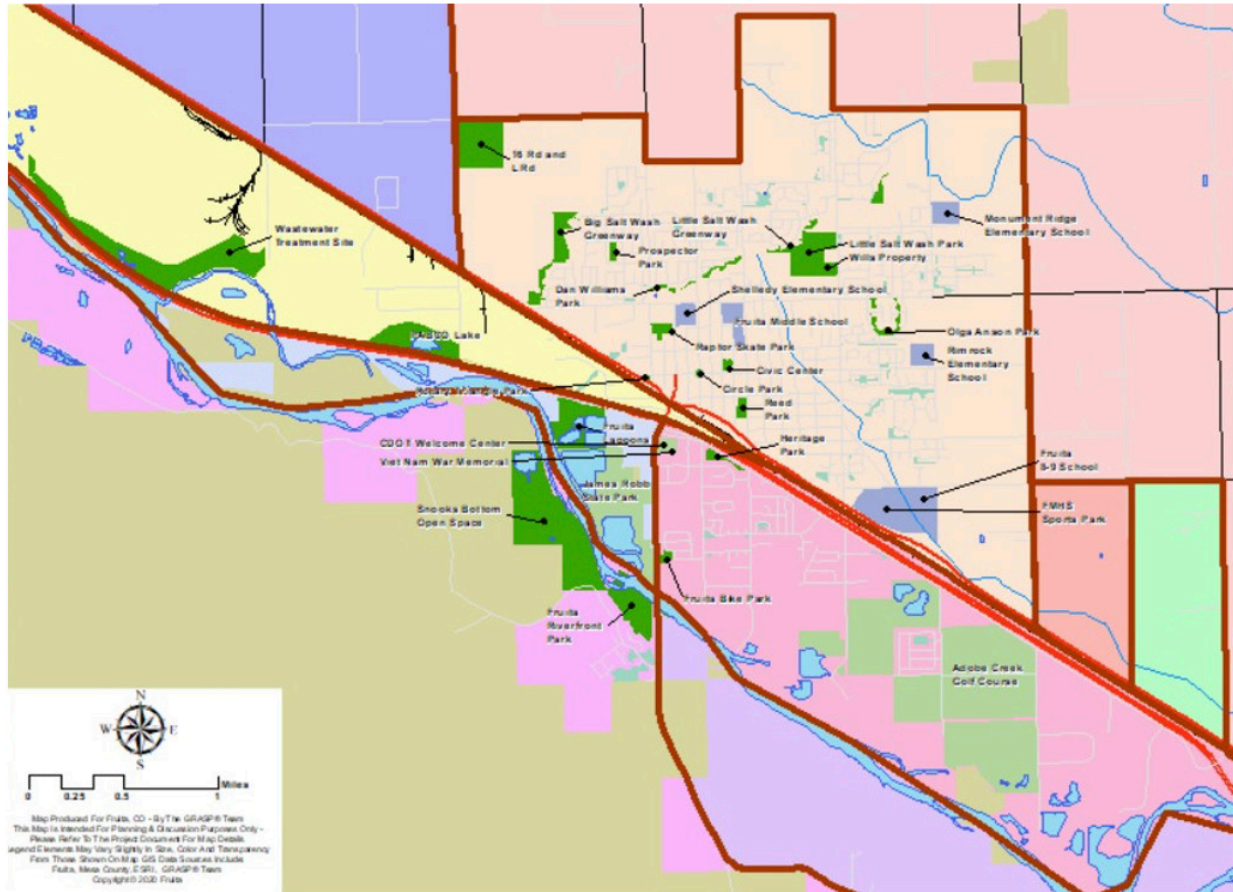 16 Rd and
L Rd
Wastewater
Treatment Site
Big Salt Wash
Greenway
Little Salt Wash
Greenway
Prospector
Park
Monument Ridge
Elementary School
Little Salt Wash Park
Wills Property
Dan Williams
Park
Shelledy Elementary School
Fruita Middle School
Raptor Skate Park
Olga Anson Park
Rimrock
Elementary
School
Lake
Civic Center
Circle Park
Park
Reed
Park
Fruita
Lagoons
CDOT Welcome Center
Viet Nam War Memorial
Heritage
Park
James Robb
State Park
Snooks Bottom
Open Space
Fruita
8-9 School
FMHS
Sports Park
Fruita Bike Park
Fruita
Riverfront
Park
Adobe Creek
Golf Course
N
W E
S
Miles
0 0.25 0.5 1
Map Produced For Fruita, CO - By The GRASP® Team
This Map Is Intended For Planning & Discussion Purposes Only -
Please Refer To The Project Document For Map Details
Legend Elements May Vary Slightly In Size, Color And Transparency
From Those Shown On Map. GIS Data Sources Include
Fruita, Mesa County, ESRI, GRASP® Team
Copyright© 2020 Fruita